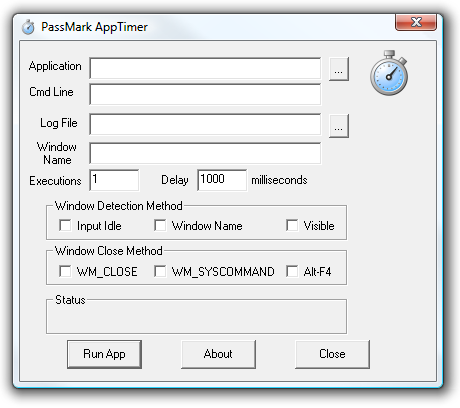 PassMark AppTimer
Application
...
Cmd Line
Log File
...
Window
Name
Executions 1 Delay 1000 milliseconds
Window Detection Method
Input Idle Window Name Visible
Window Close Method
WM_CLOSE WM_SYSCOMMAND Alt-F4
Status
Run App About Close